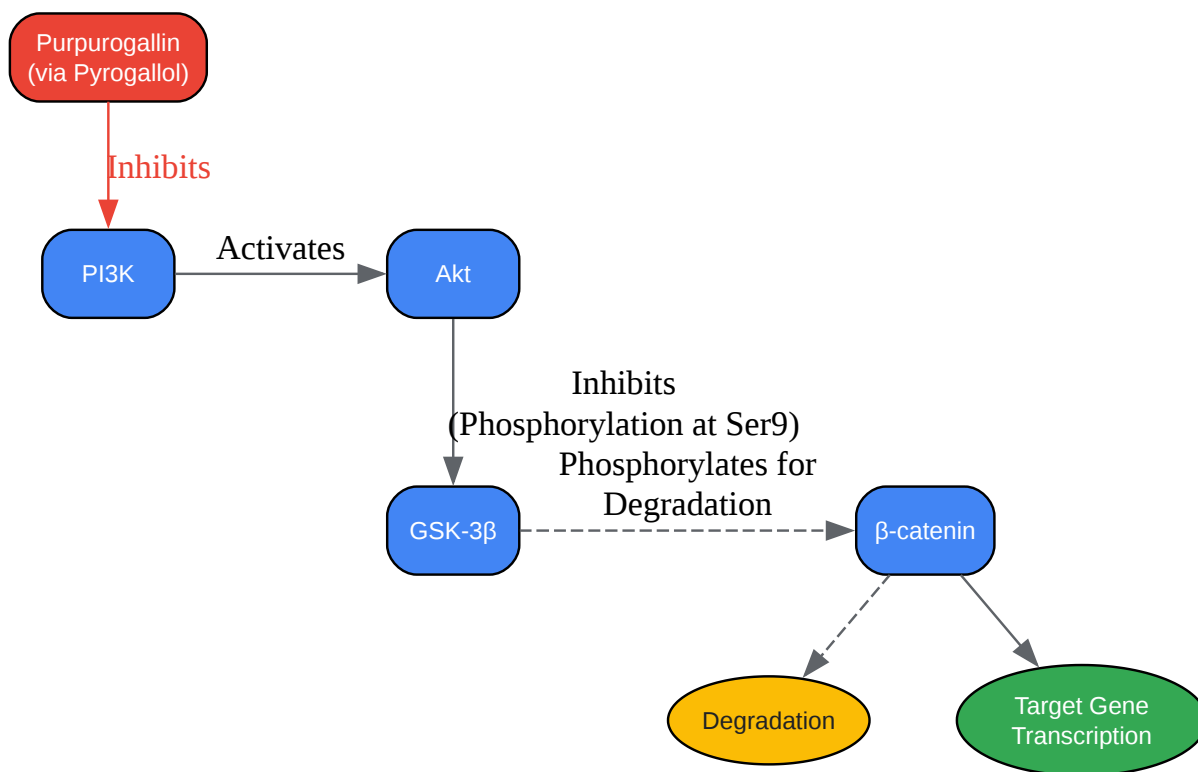 Purpurogallin
(via Pyrogallol)
Inhibits
PI3K
Activates
Akt
Inhibits
(Phosphorylation at Ser9)
Phosphorylates for
Degradation
GSK-3β
β-catenin
Degradation
Target Gene
Transcription